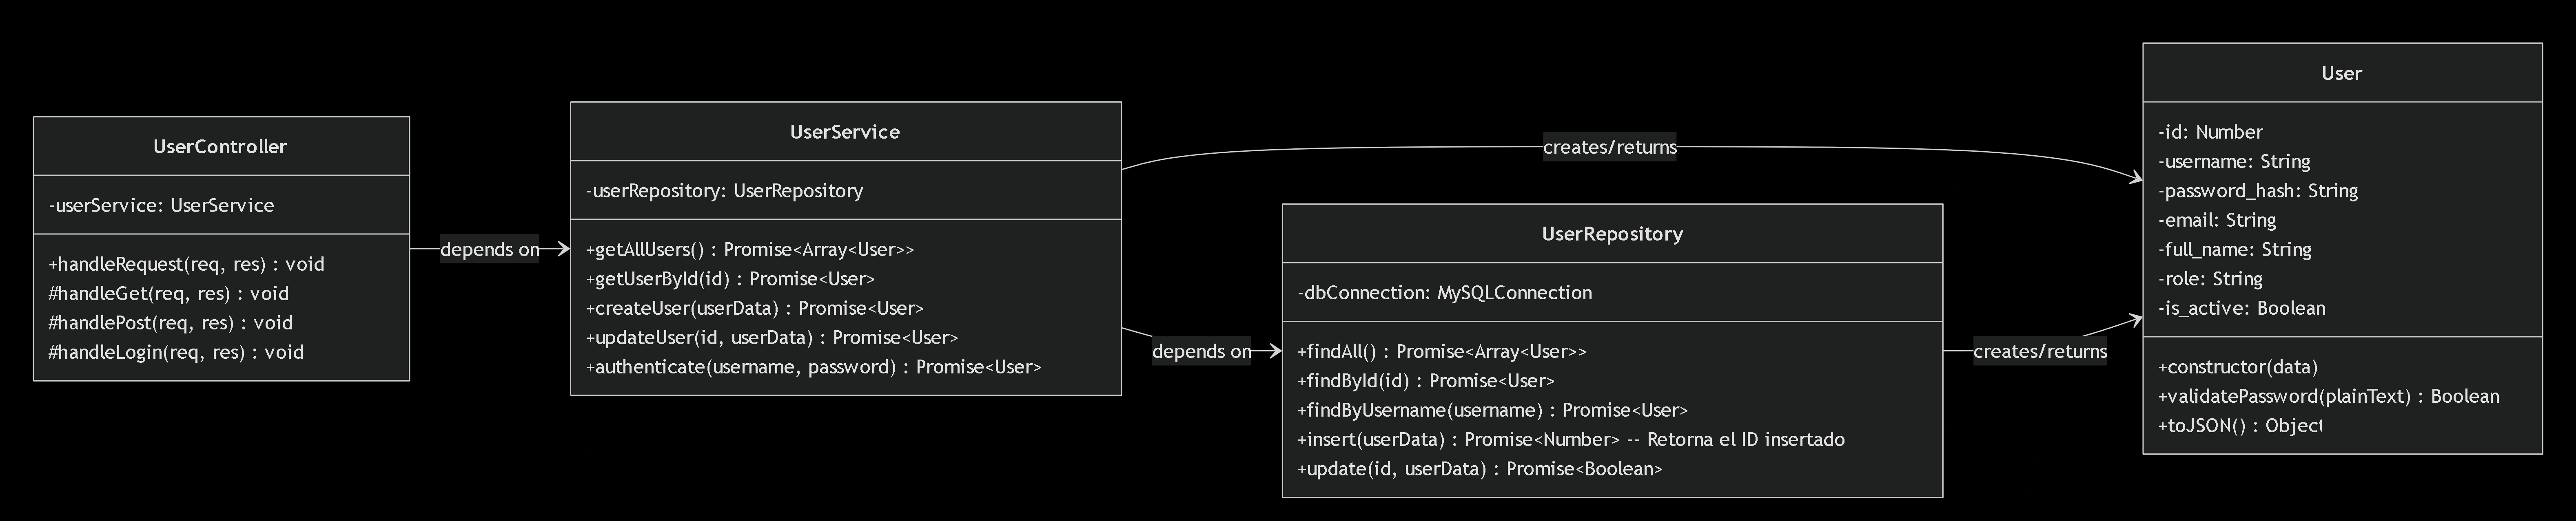 UserController
-userService: UserService
+handleRequest(req, res) : void
#handleGet(req, res) : void
#handlePost(req, res) : void
#handleLogin(req, res) : void
depends on
UserService
-userRepository: UserRepository
+getAllUsers() : Promise<Array<User>>
+getUserById(id) : Promise<User>
+createUser(userData) : Promise<User>
+updateUser(id, userData) : Promise<User>
+authenticate(username, password) : Promise<User>
creates/returns
depends on
UserRepository
-dbConnection: MySQLConnection
+findAll() : Promise<Array<User>>
+findById(id) : Promise<User>
+findByUsername(username) : Promise<User>
+insert(userData) : Promise<Number> -- Retorna el ID insertado
+update(id, userData) : Promise<Boolean>
creates/returns
User
-id: Number
-username: String
-password_hash: String
-email: String
-full_name: String
-role: String
-is_active: Boolean
+constructor(data)
+validatePassword(plainText) : Boolean
+toJSON() : Object